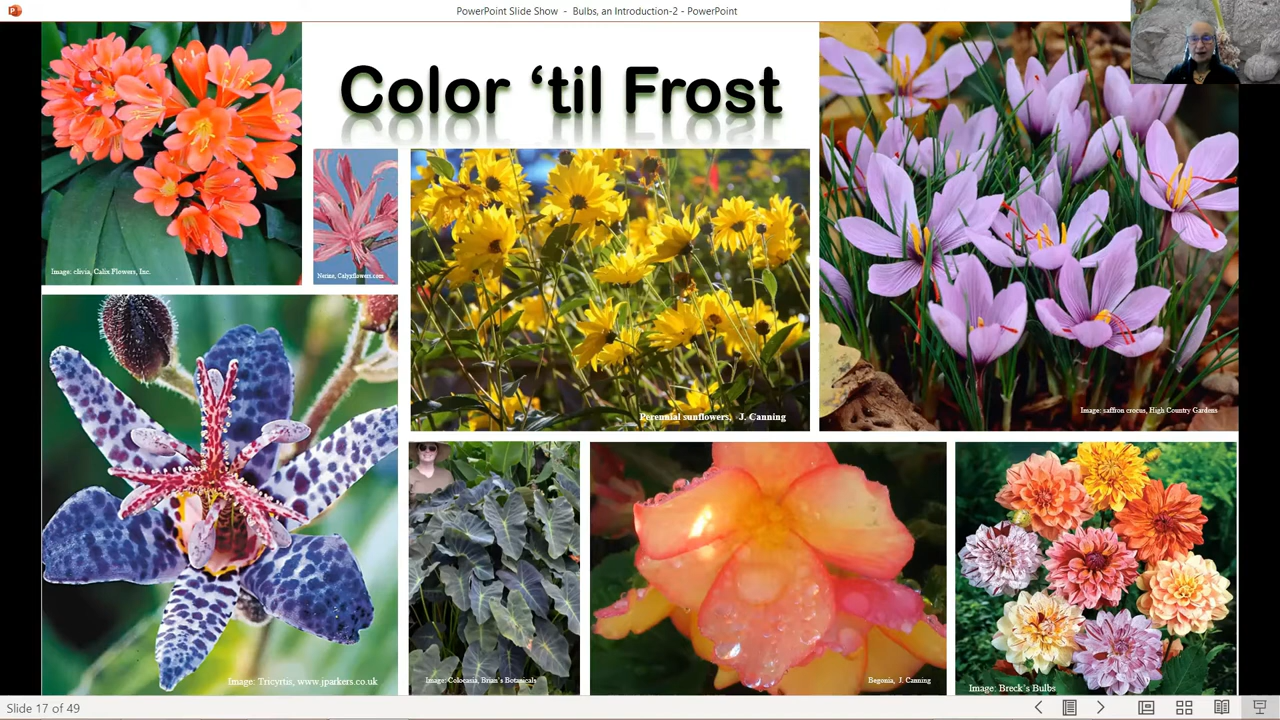 PowerPoint Slide Show - Bulbs, an Introduction-2 - PowerPoint
Color ‘til Frost
Image: clivia, Calix Flowers, Inc.
Nerine, Calyxflowers.com
Perennial sunflowers, J. Canning
Image: saffron crocus, High Country Gardens
Image: Tricyrtis, www.jparkers.co.uk
Image: Colocasia, Brian's Botanicals
Begonia, J. Canning
Image: Breck's Bulbs
Slide 17 of 49